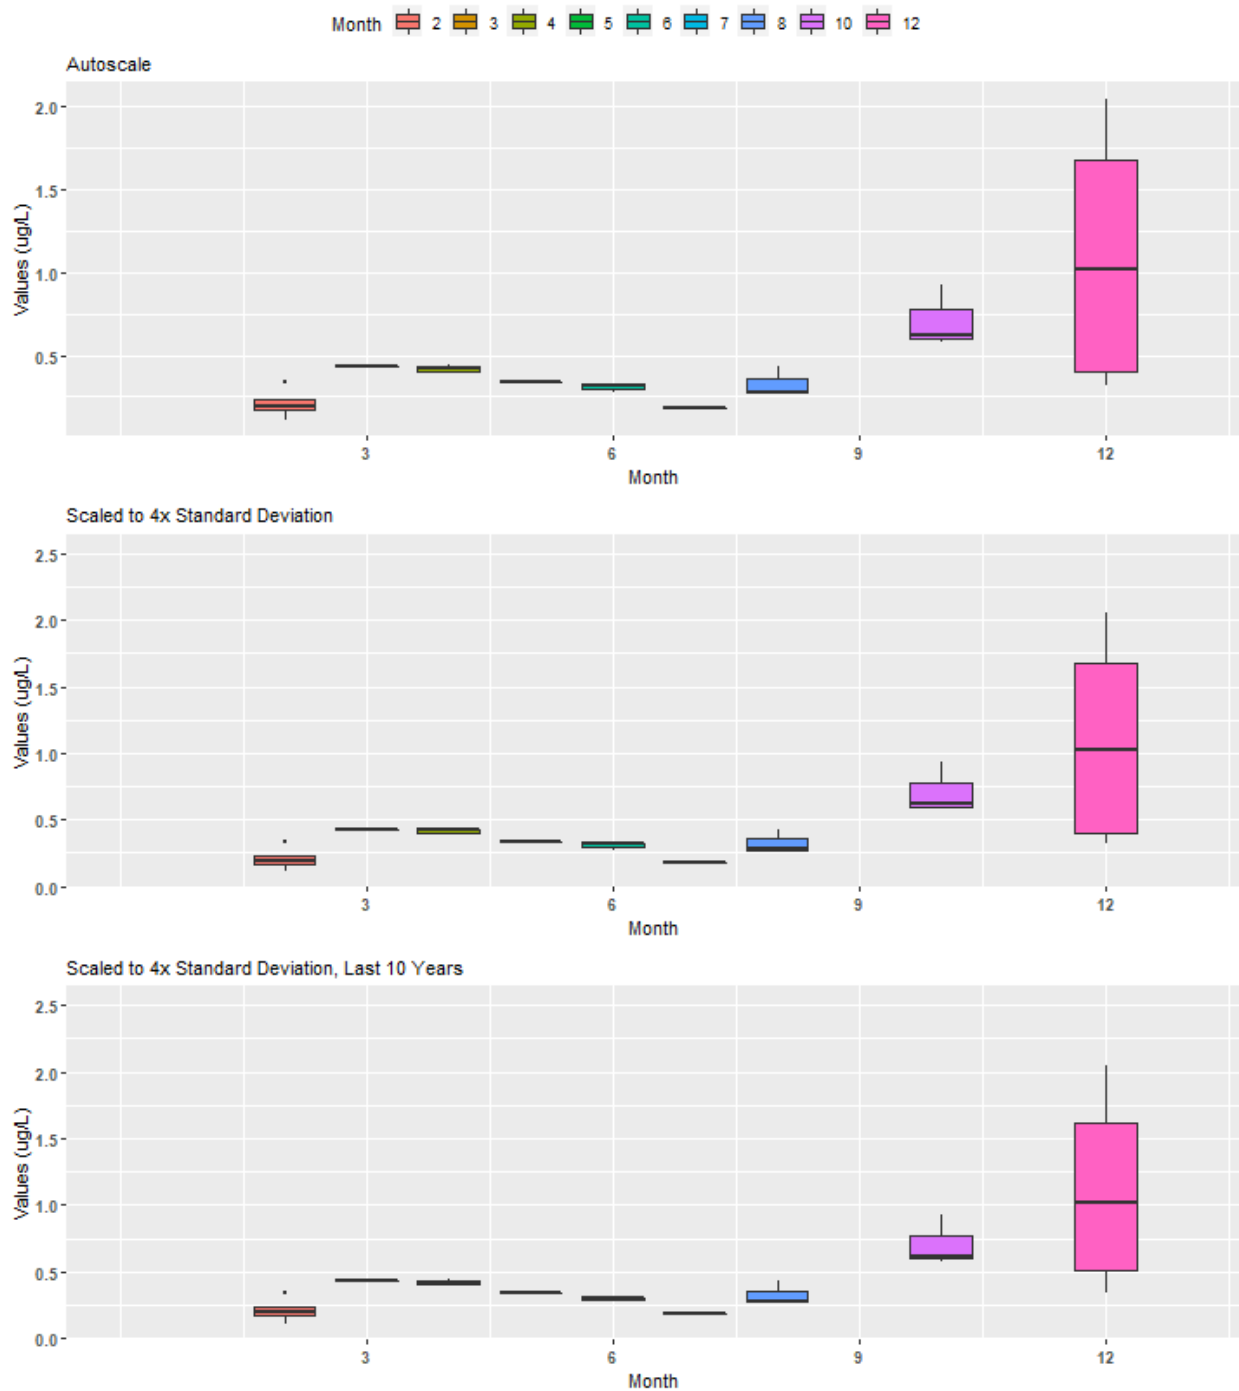 Month 2 3 4 5 6 7 8 10 12
Autoscale
Values (ug/L)
2.0
1.5
1.0
0.5
3 6 9 12
Month
Scaled to 4x Standard Deviation
Values (ug/L)
2.5
2.0
1.5
1.0
0.5
0.0
3 6 9 12
Month
Scaled to 4x Standard Deviation, Last 10 Years
Values (ug/L)
2.5
2.0
1.5
1.0
0.5
0.0
3 6 9 12
Month